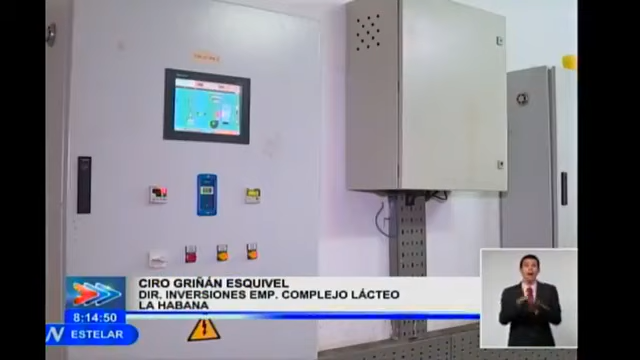 CIRO GRIÑÁN ESQUIVEL
DIR. INVERSIONES EMP. COMPLEJO LÁCTEO
LA HABANA
8:14:50
N ESTELAR